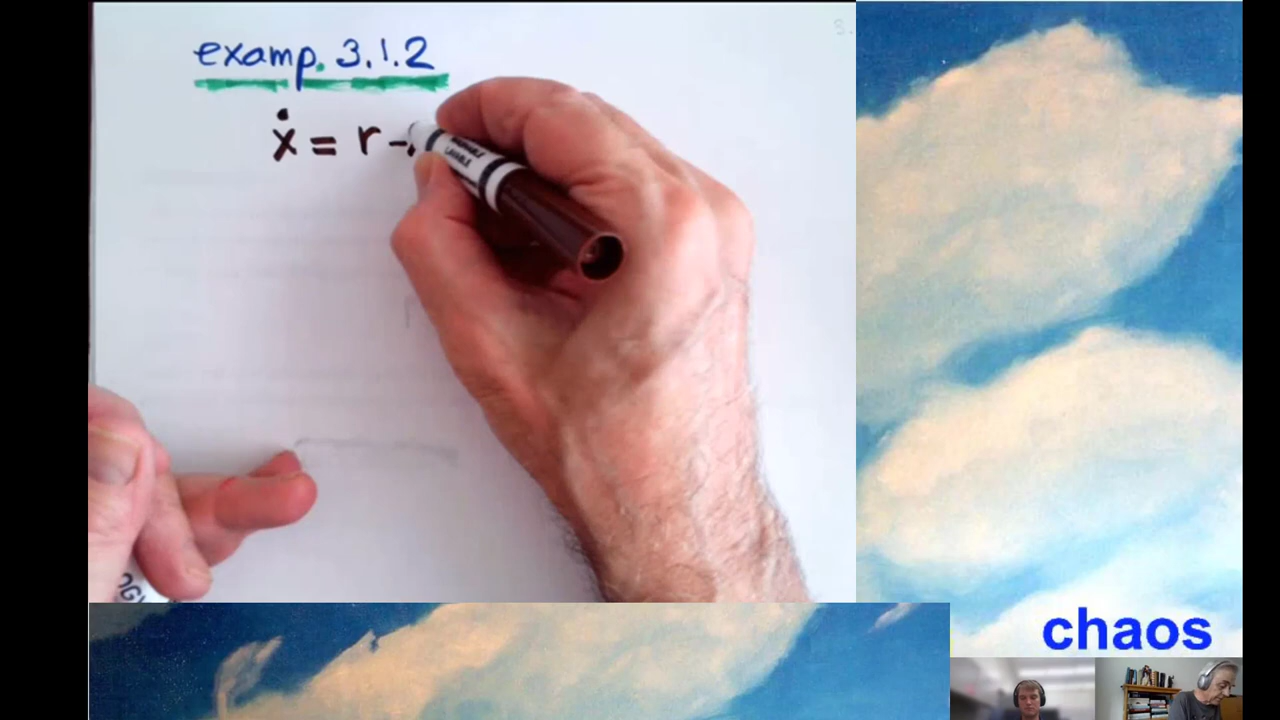 examp. 3.1.2
ẋ = r -
chaos